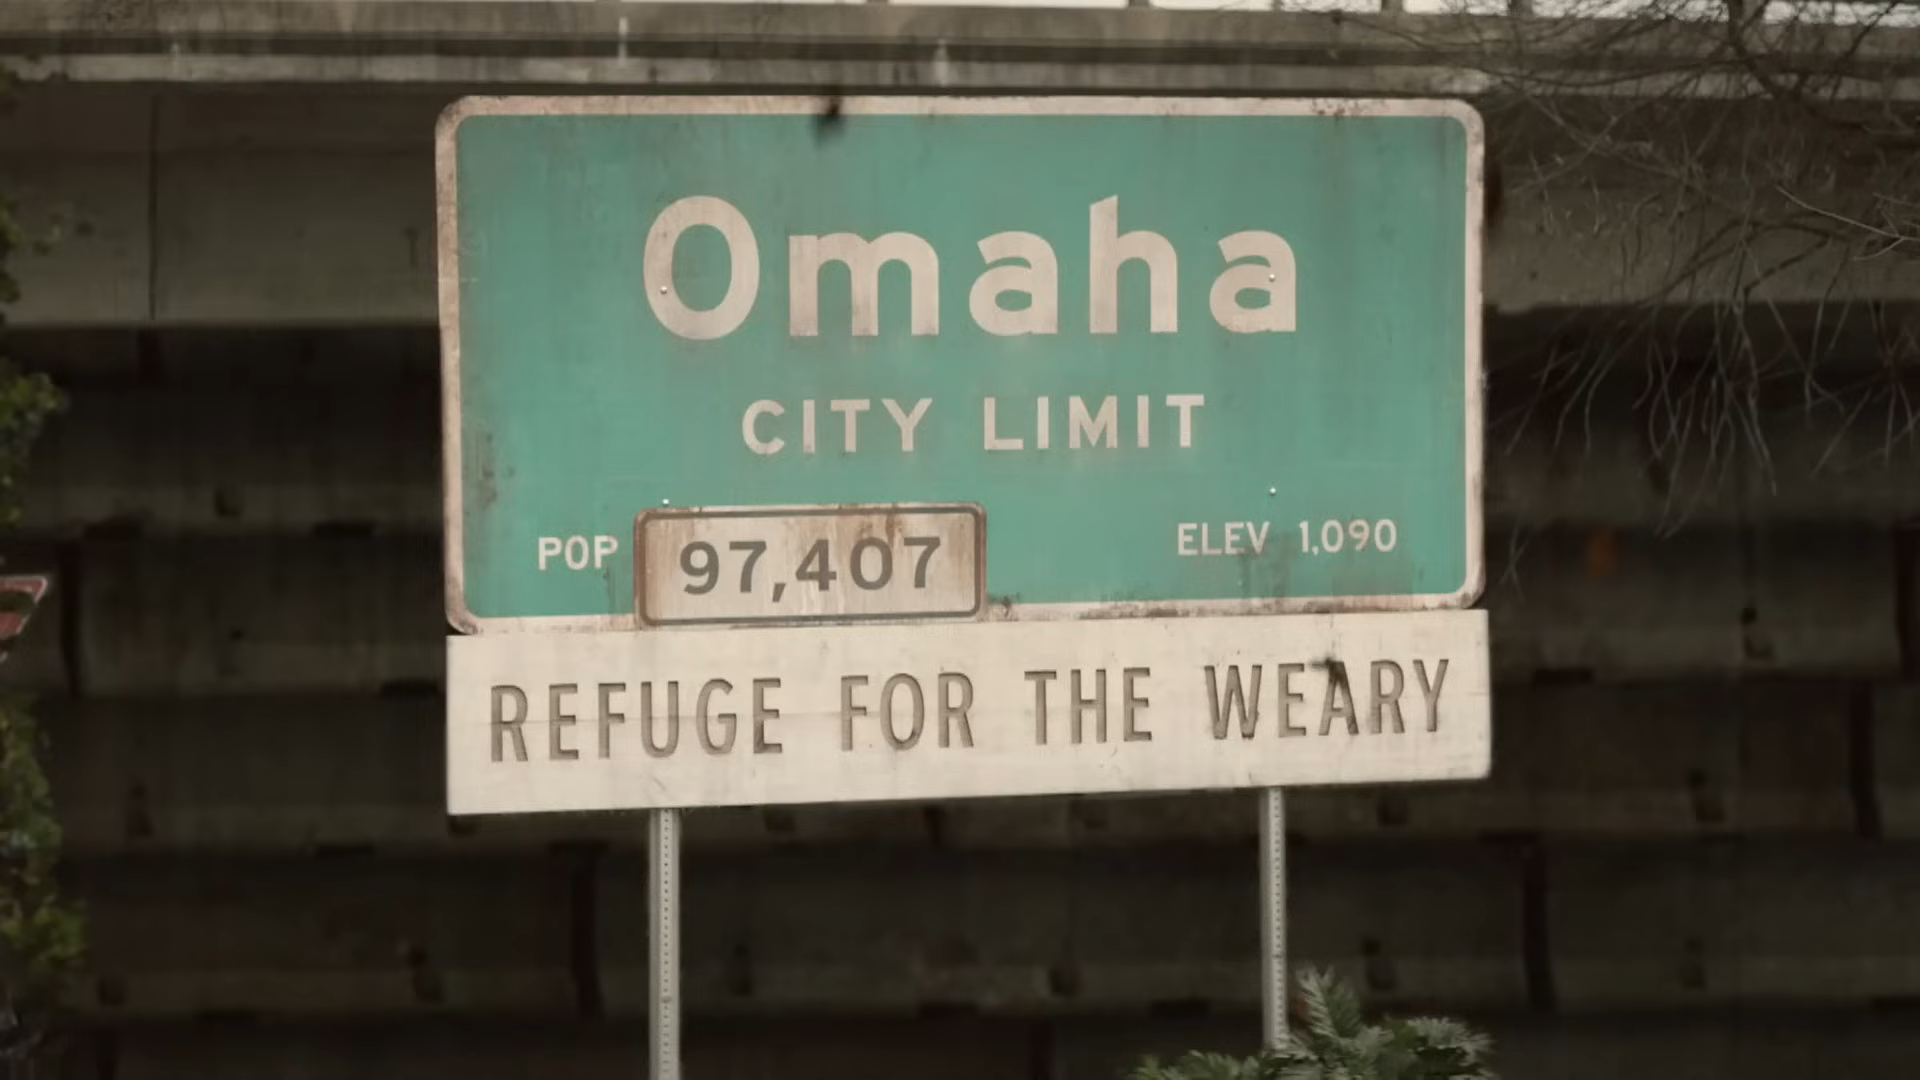 Omaha
CITY LIMIT
POP 97,407 ELEV 1,090
REFUGE FOR THE WEARY